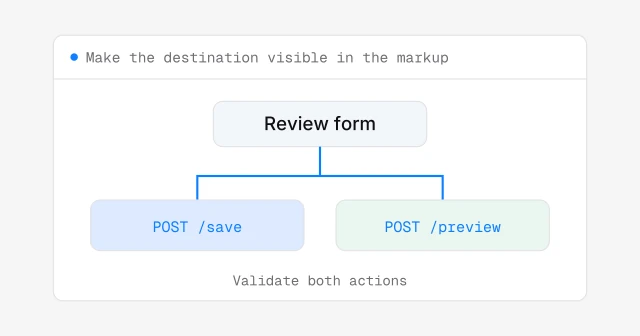 Make the destination visible in the markup
Review form
POST /save
POST /preview
Validate both actions